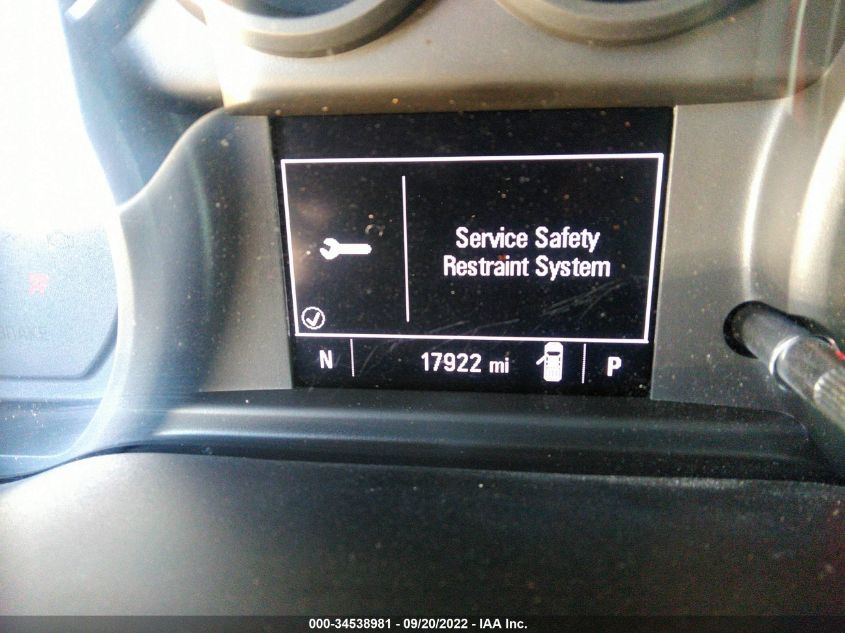 Service Safety
Restraint System
N 17922 mi P
000-34538981 - 09/20/2022 - IAA Inc.